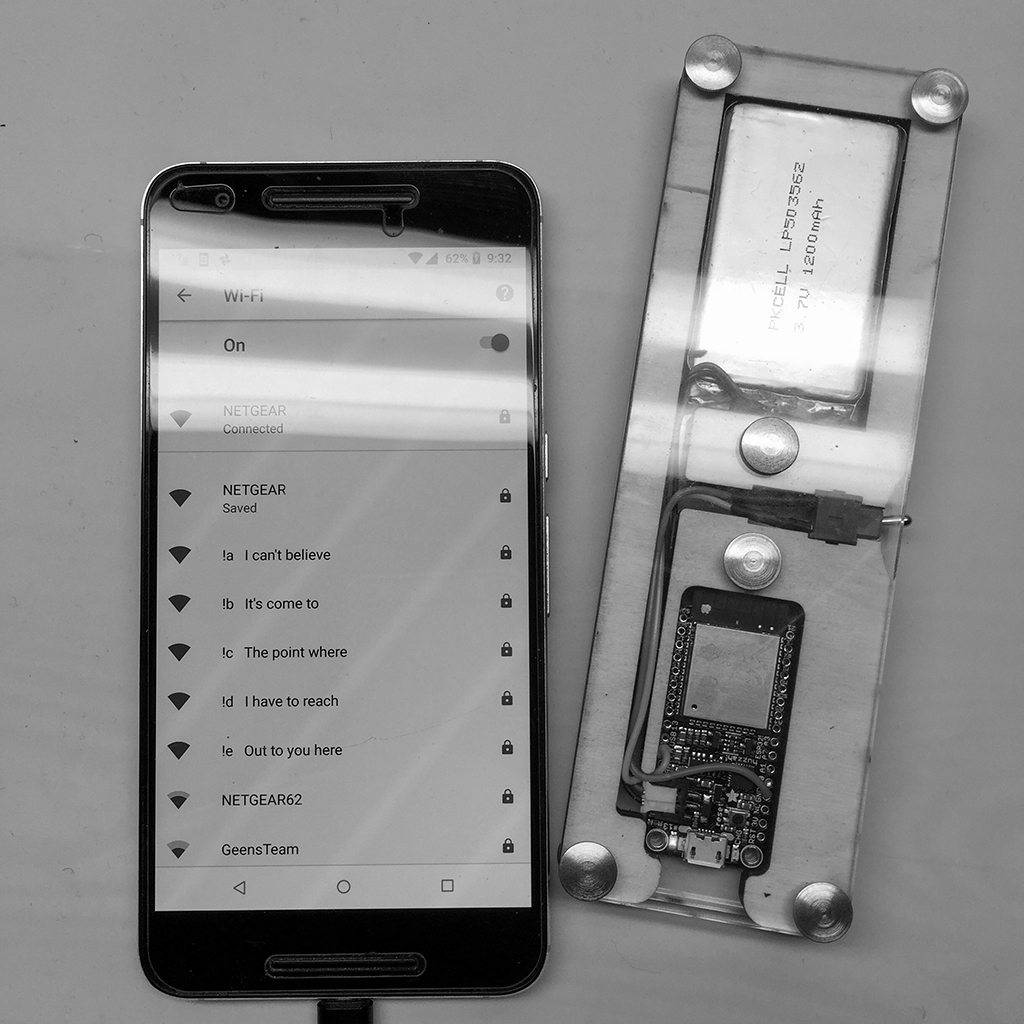 62% 9:32
Wi-Fi
?
On
NETGEAR
Connected
NETGEAR
Saved
!a I can't believe
!b It's come to
!c The point where
!d I have to reach
!e Out to you here
NETGEAR62
GeensTeam
PKCELL LP503562
3.7V 1200mAh